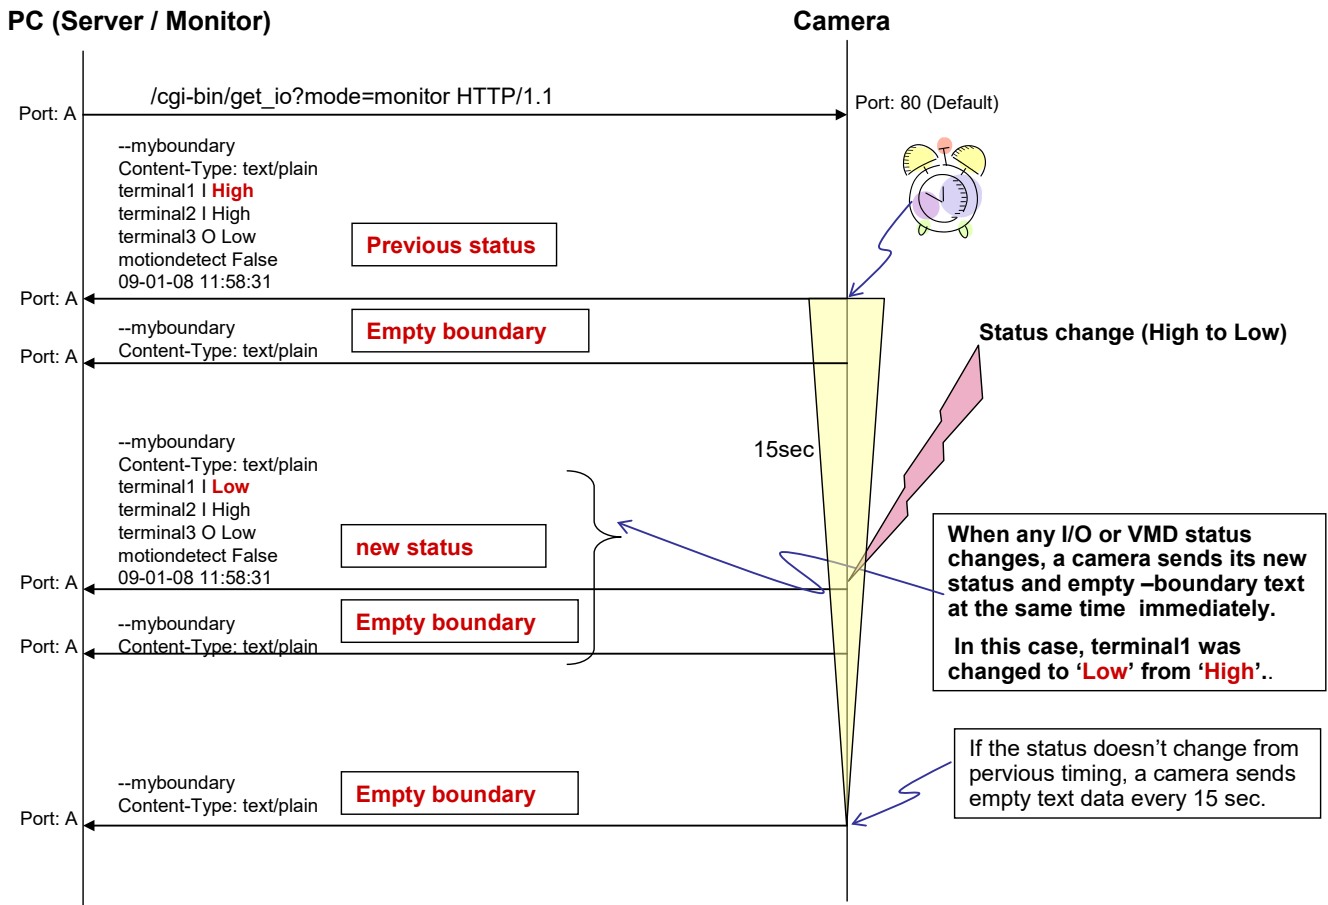 PC (Server / Monitor)
Camera
/cgi-bin/get_io?mode=monitor HTTP/1.1
Port: A
Port: 80 (Default)
--myboundary
Content-Type: text/plain
terminal1 I High
terminal2 I High
terminal3 O Low
motiondetect False
09-01-08 11:58:31
Previous status
Port: A
--myboundary
Content-Type: text/plain
Empty boundary
Port: A
Status change (High to Low)
15sec
--myboundary
Content-Type: text/plain
terminal1 I Low
terminal2 I High
terminal3 O Low
motiondetect False
09-01-08 11:58:31
new status
Port: A
When any I/O or VMD status
changes, a camera sends its new
status and empty –boundary text
at the same time  immediately.
In this case, terminal1 was
changed to ‘Low’ from ‘High’..
--myboundary
Content-Type: text/plain
Empty boundary
Port: A
If the status doesn’t change from
pervious timing, a camera sends
empty text data every 15 sec.
--myboundary
Content-Type: text/plain
Empty boundary
Port: A